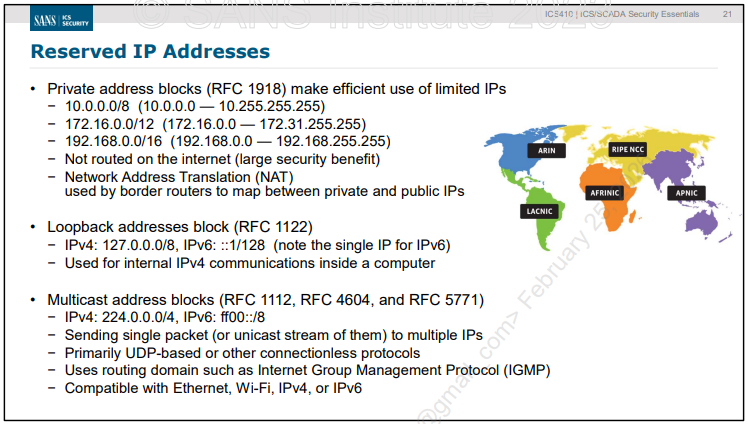 © SANS Institute 2025
SANS ICS SECURITY
ICS410 | ICS/SCADA Security Essentials 21
Reserved IP Addresses
• Private address blocks (RFC 1918) make efficient use of limited IPs
− 10.0.0.0/8 (10.0.0.0 — 10.255.255.255)
− 172.16.0.0/12 (172.16.0.0 — 172.31.255.255)
− 192.168.0.0/16 (192.168.0.0 — 192.168.255.255)
− Not routed on the internet (large security benefit)
− Network Address Translation (NAT)
used by border routers to map between private and public IPs
ARIN
RIPE NCC
AFRINIC
APNIC
LACNIC
• Loopback addresses block (RFC 1122)
− IPv4: 127.0.0.0/8, IPv6: ::1/128 (note the single IP for IPv6)
− Used for internal IPv4 communications inside a computer
• Multicast address blocks (RFC 1112, RFC 4604, and RFC 5771)
− IPv4: 224.0.0.0/4, IPv6: ff00::/8
− Sending single packet (or unicast stream of them) to multiple IPs
− Primarily UDP-based or other connectionless protocols
− Uses routing domain such as Internet Group Management Protocol (IGMP)
− Compatible with Ethernet, Wi-Fi, IPv4, or IPv6
@gmail.com> February 25